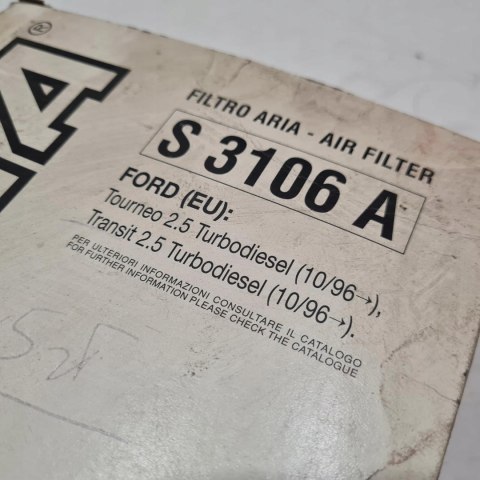 ®
FILTRO ARIA - AIR FILTER
S 3106 A
FORD (EU):
Tourneo 2.5 Turbodiesel (10/96→),
Transit 2.5 Turbodiesel (10/96→).
PER ULTERIORI INFORMAZIONI CONSULTARE IL CATALOGO
FOR FURTHER INFORMATION PLEASE CHECK THE CATALOGUE